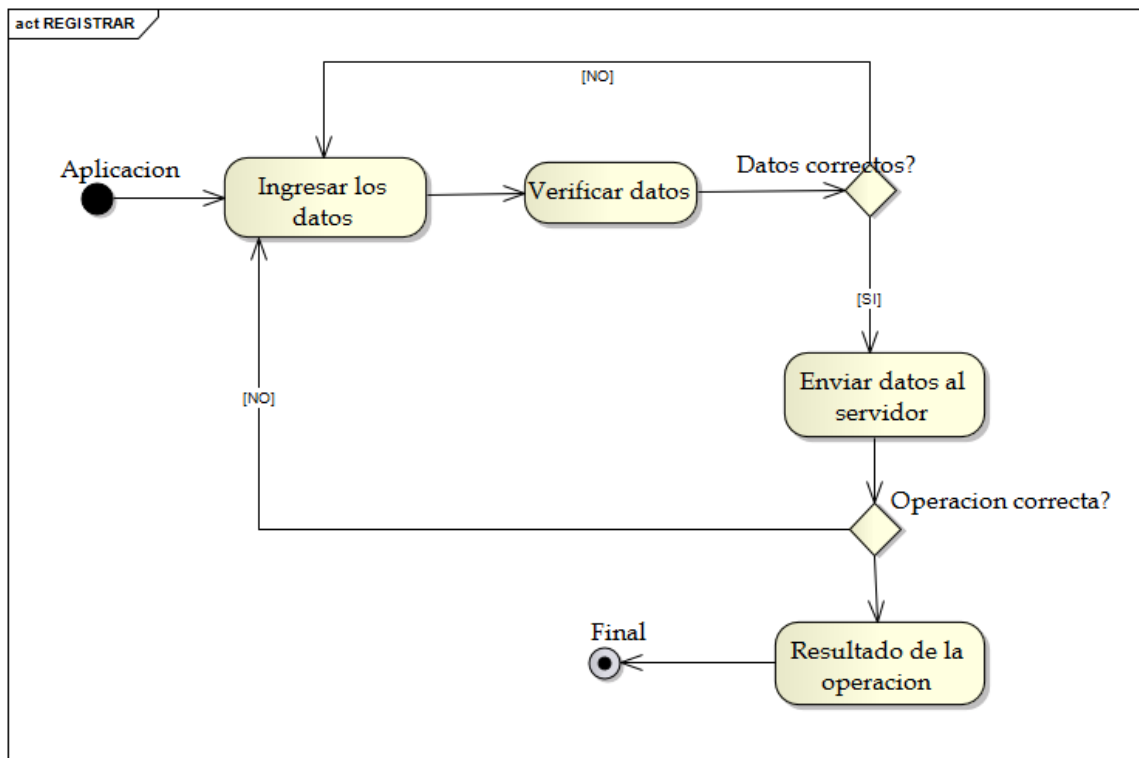 act REGISTRAR
[NO]
Aplicacion
Ingresar los
datos
Verificar datos
Datos correctos?
[SI]
Enviar datos al
servidor
[NO]
Operacion correcta?
Final
Resultado de la
operacion